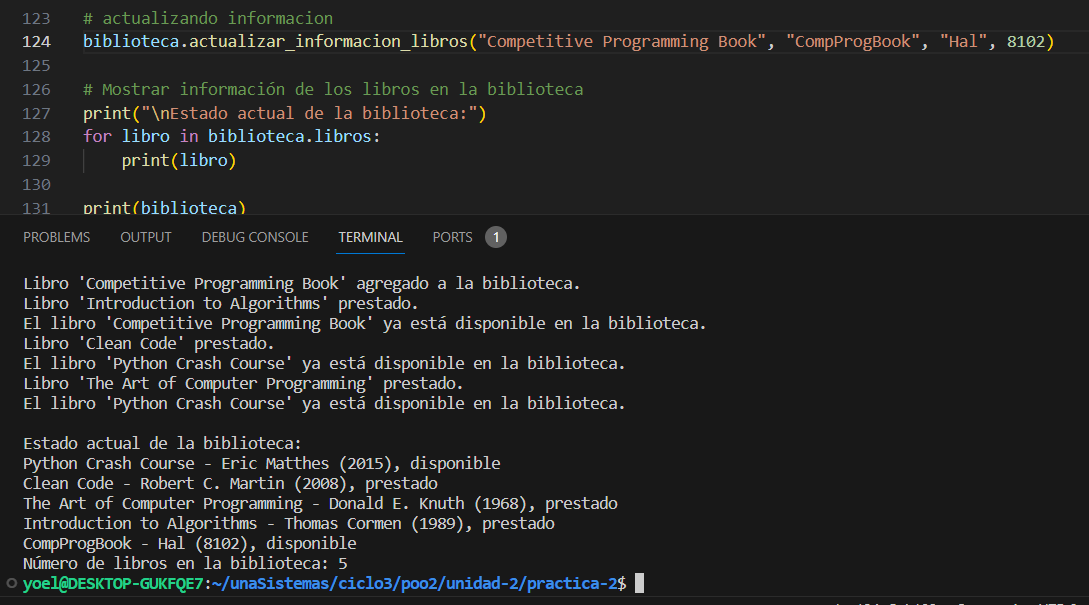 123 # actualizando informacion
124 biblioteca.actualizar_informacion_libros("Competitive Programming Book", "CompProgBook", "Hal", 8102)
125
126 # Mostrar información de los libros en la biblioteca
127 print("\nEstado actual de la biblioteca:")
128 for libro in biblioteca.libros:
129 print(libro)
130
131 print(biblioteca)
PROBLEMS OUTPUT DEBUG CONSOLE TERMINAL PORTS 1
Libro 'Competitive Programming Book' agregado a la biblioteca.
Libro 'Introduction to Algorithms' prestado.
El libro 'Competitive Programming Book' ya está disponible en la biblioteca.
Libro 'Clean Code' prestado.
El libro 'Python Crash Course' ya está disponible en la biblioteca.
Libro 'The Art of Computer Programming' prestado.
El libro 'Python Crash Course' ya está disponible en la biblioteca.
Estado actual de la biblioteca:
Python Crash Course - Eric Matthes (2015), disponible
Clean Code - Robert C. Martin (2008), prestado
The Art of Computer Programming - Donald E. Knuth (1968), prestado
Introduction to Algorithms - Thomas Cormen (1989), prestado
CompProgBook - Hal (8102), disponible
Número de libros en la biblioteca: 5
yoel@DESKTOP-GUKFQE7:~/unaSistemas/ciclo3/poo2/unidad-2/practica-2$